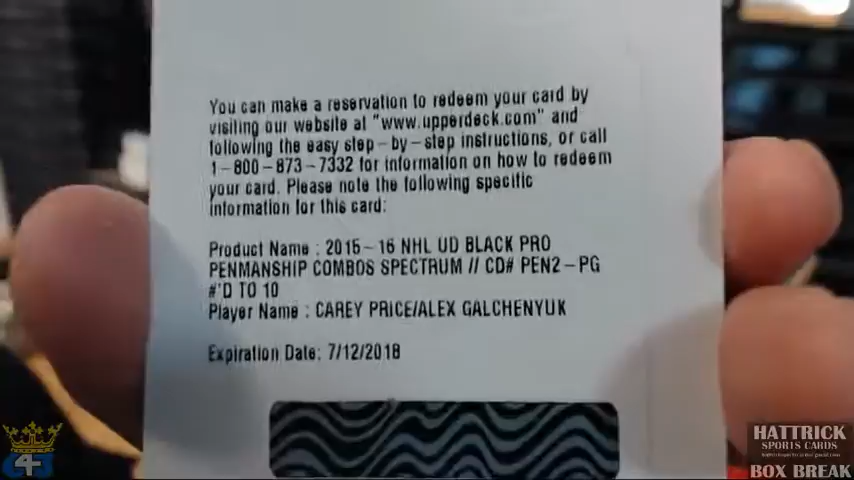 You can make a reservation to redeem your card by
visiting our website at "www.upperdeck.com" and
following the easy step-by-step instructions, or call
1-800-873-7332 for information on how to redeem
your card. Please note the following specific
information for this card:
Product Name : 2015-16 NHL UD BLACK PRO
PENMANSHIP COMBOS SPECTRUM // CD# PEN2-PG
#'D TO 10
Player Name : CAREY PRICE/ALEX GALCHENYUK
Expiration Date: 7/12/2018
SPORTSCARDS.COM
4
HATTRICK
SPORTS CARDS
BOX BREAK